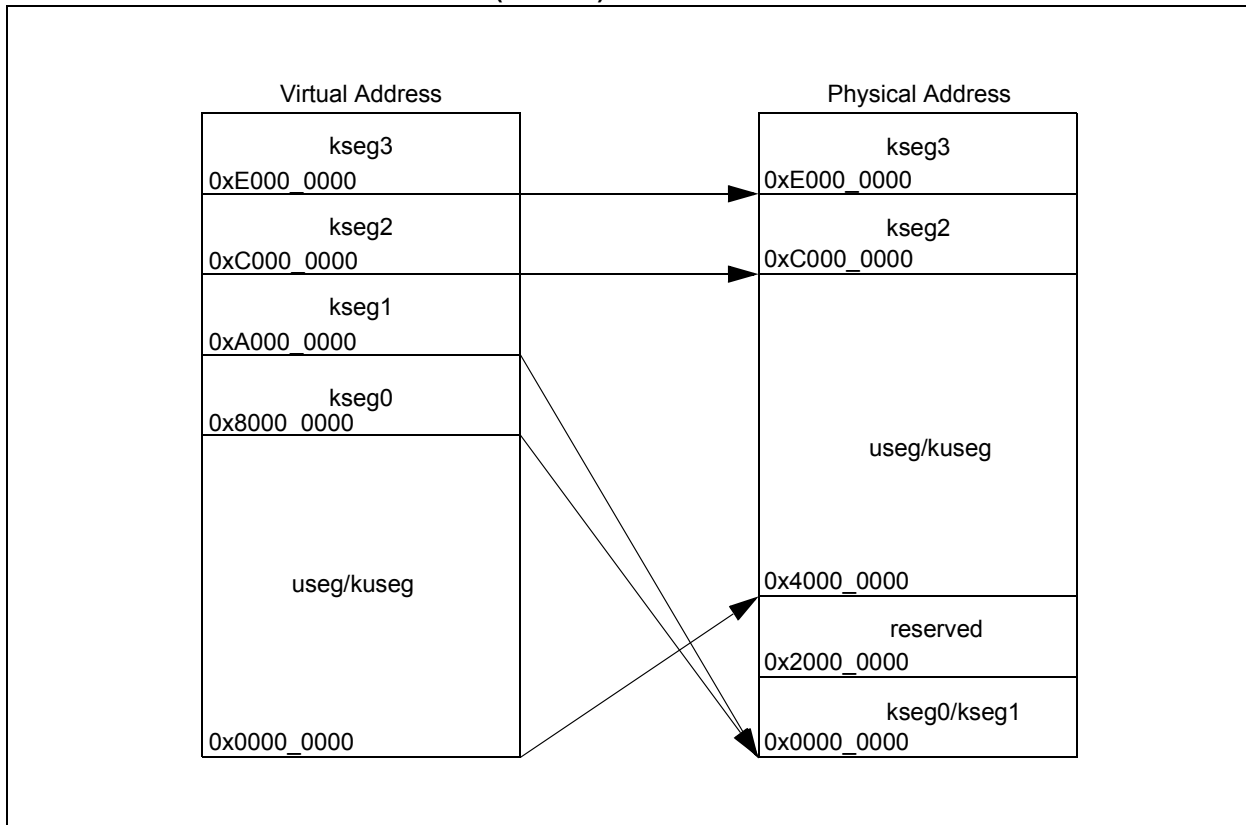 Virtual Address
kseg3
0xE000_0000
kseg2
0xC000_0000
kseg1
0xA000_0000
kseg0
0x8000_0000
useg/kuseg
0x0000_0000
Physical Address
kseg3
0xE000_0000
kseg2
0xC000_0000
useg/kuseg
0x4000_0000
reserved
0x2000_0000
kseg0/kseg1
0x0000_0000